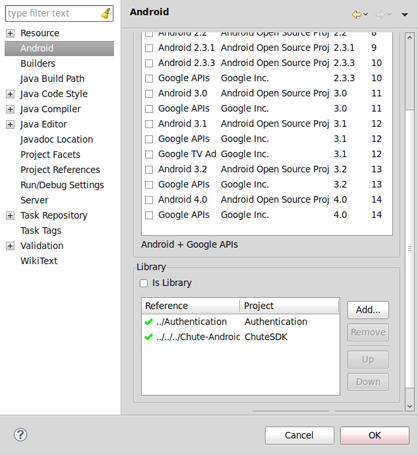 type filter text
Resource
Android
Builders
Java Build Path
Java Code Style
Java Compiler
Java Editor
Javadoc Location
Project Facets
Project References
Run/Debug Settings
Server
Task Repository
Task Tags
Validation
WikiText
Android
Android 2.2 Android Open Source Proj 2.2 8
Android 2.3.1 Android Open Source Proj 2.3.1 9
Android 2.3.3 Android Open Source Proj 2.3.3 10
Google APIs Google Inc. 2.3.3 10
Android 3.0 Android Open Source Proj 3.0 11
Google APIs Google Inc. 3.0 11
Android 3.1 Android Open Source Proj 3.1 12
Google APIs Google Inc. 3.1 12
Google TV Ad Google Inc. 3.1 12
Android 3.2 Android Open Source Proj 3.2 13
Google APIs Google Inc. 3.2 13
Android 4.0 Android Open Source Proj 4.0 14
Google APIs Google Inc. 4.0 14
Android + Google APIs
Library
Is Library
Reference Project
../Authentication Authentication
../../../Chute-Android ChuteSDK
Add...
Remove
Up
Down
Cancel
OK